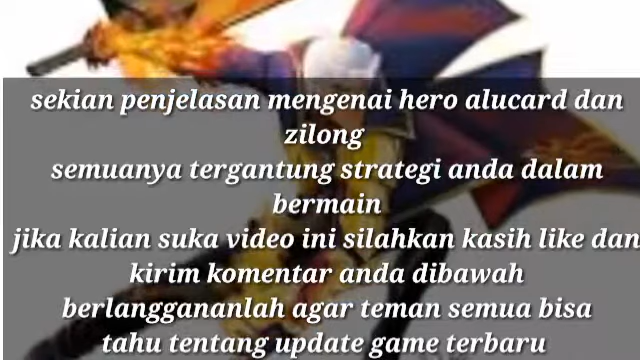 sekian penjelasan mengenai hero alucard dan
zilong
semuanya tergantung strategi anda dalam
bermain
jika kalian suka video ini silahkan kasih like dan
kirim komentar anda dibawah
berlanggananlah agar teman semua bisa
tahu tentang update game terbaru